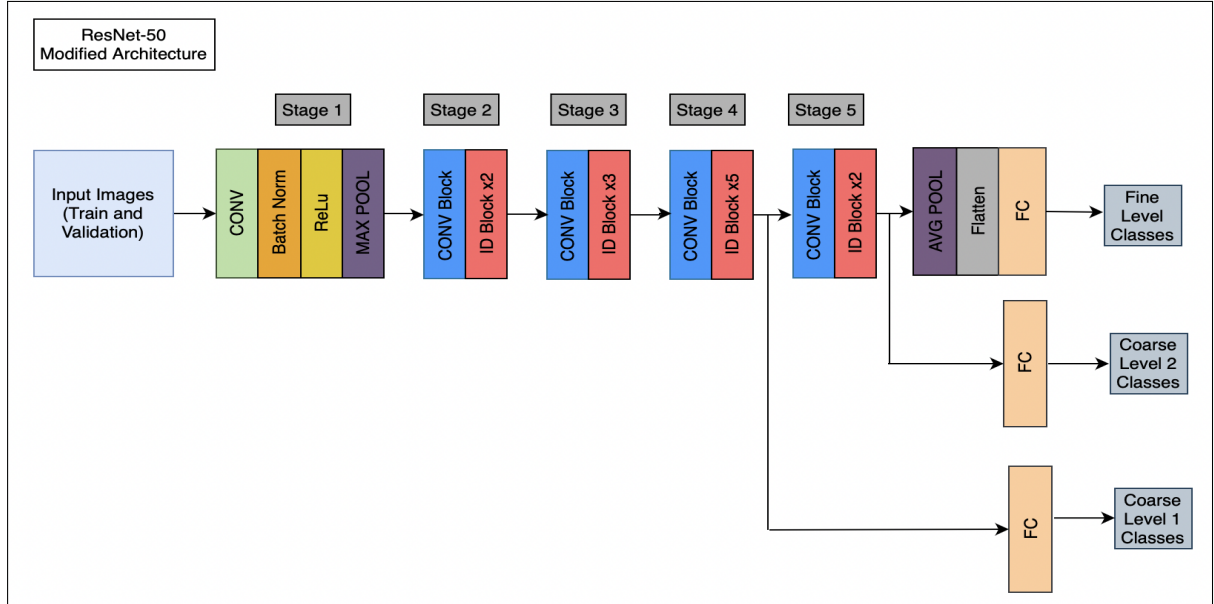 ResNet-50
Modified Architecture
Stage 1
Stage 2
Stage 3
Stage 4
Stage 5
Input Images
(Train and
Validation)
CONV
Batch Norm
ReLu
MAX POOL
CONV Block
ID Block x2
CONV Block
ID Block x3
CONV Block
ID Block x5
CONV Block
ID Block x2
AVG POOL
Flatten
FC
Fine
Level
Classes
FC
Coarse
Level 2
Classes
FC
Coarse
Level 1
Classes